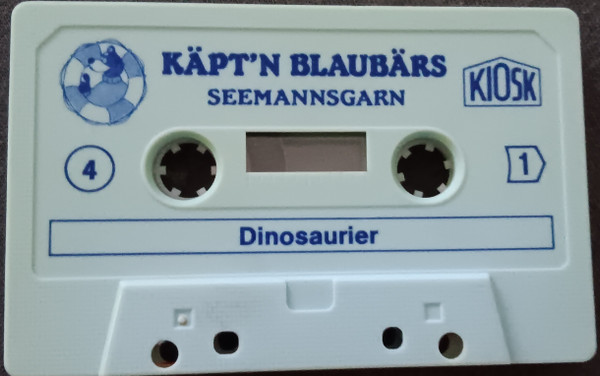 KÄPT'N BLAUBÄRS
SEEMANNSGARN
KIOSK
4
1
Dinosaurier